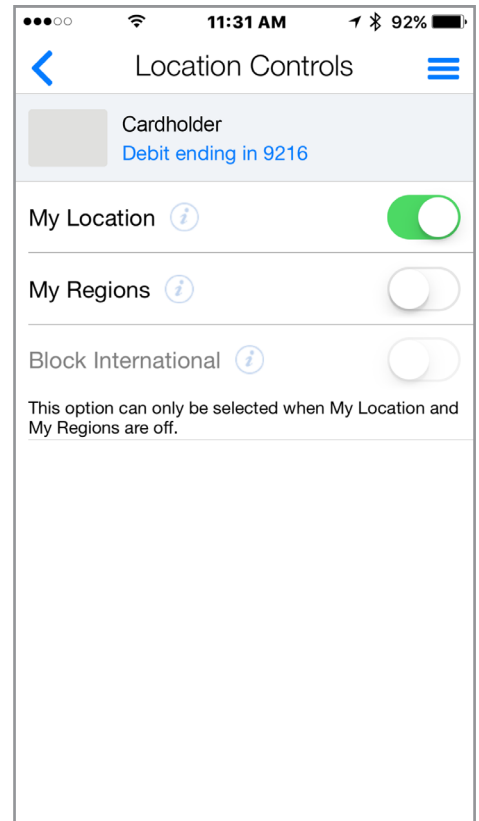 11:31 AM 92%
Location Controls
Cardholder
Debit ending in 9216
My Location i
My Regions i
Block International i
This option can only be selected when My Location and
My Regions are off.